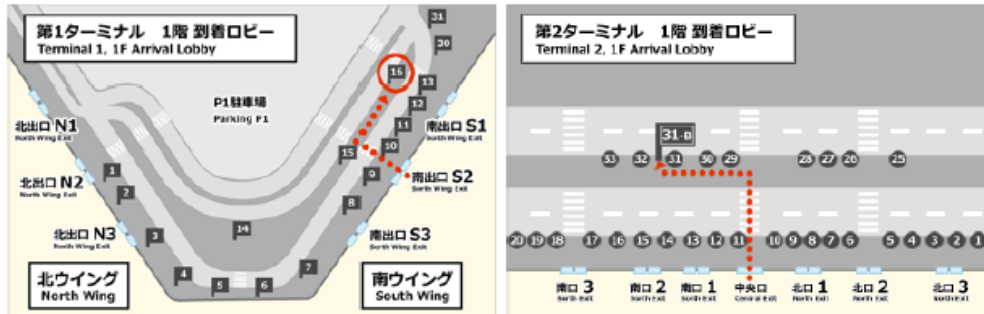 第1ターミナル 1階 到着ロビー
Terminal 1, 1F Arrival Lobby
31
30
16
13
12
11
10
15
9
8
7
6
5
4
3
2
1
14
P1駐車場
Parking P1
北出口 N1
North Wing Exit
北出口 N2
North Wing Exit
北出口 N3
North Wing Exit
南出口 S1
南出口 S2
南出口 S3
北ウイング
North Wing
南ウイング
South Wing
第2ターミナル 1階 到着ロビー
Terminal 2, 1F Arrival Lobby
31-D
33 32 31 30 29 28 27 26 25
20 19 18 17 16 15 14 13 12 11 10 9 8 7 6 5 4 3 2 1
南口 3 南口 2 南口 1 中央口 北口 1 北口 2 北口 3
Central Exit North Exit